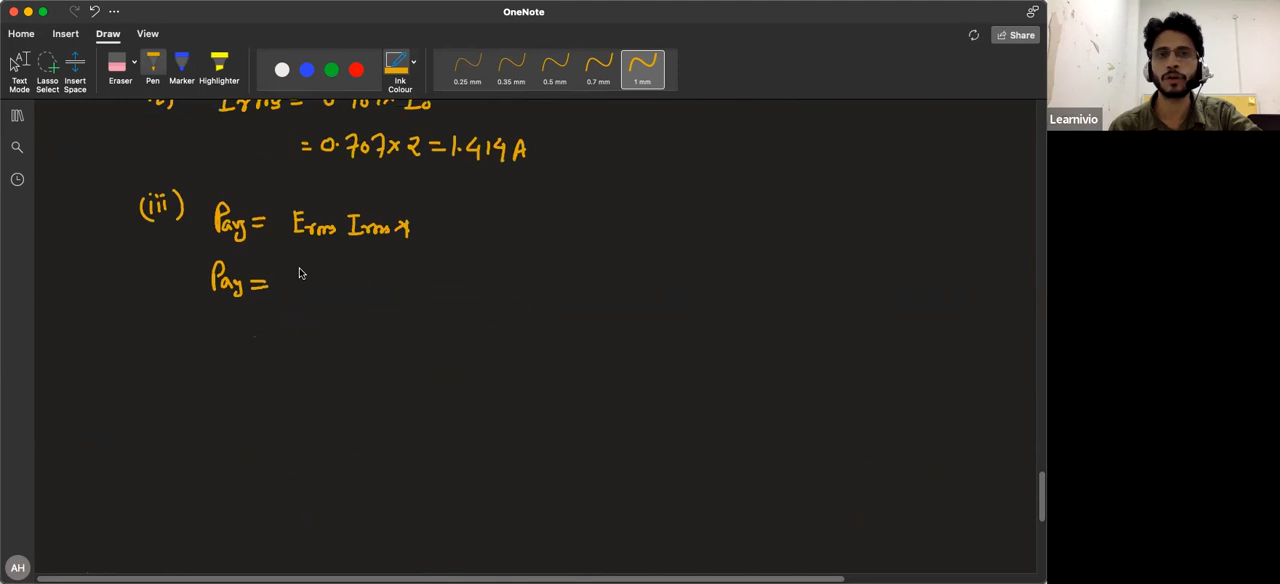 OneNote
Home Insert Draw View
Share
Text Mode
Lasso Select
Insert Space
Eraser
Pen
Marker
Highlighter
Ink Colour
0.25 mm
0.35 mm
0.5 mm
0.7 mm
1 mm
Learnivio
= 0.707 × 2 = 1.414 A
(iii) Pavg = Erms Irms ×
Pavg =
AH